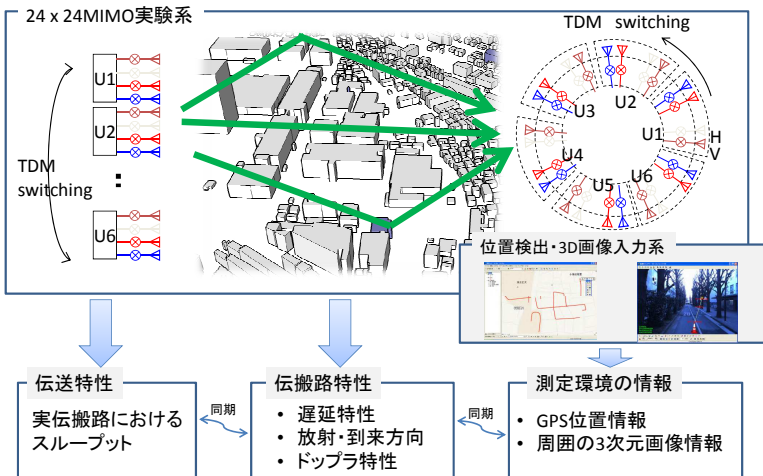 24 x 24MIMO実験系
TDM switching
U1
U2
:
U6
TDM
switching
U3
U2
U1
H
V
U4
U5
U6
位置検出・3D画像入力系
伝送特性
実伝搬路における
スループット
同期
伝搬路特性
• 遅延特性
• 放射・到来方向
• ドップラ特性
同期
測定環境の情報
• GPS位置情報
• 周囲の3次元画像情報